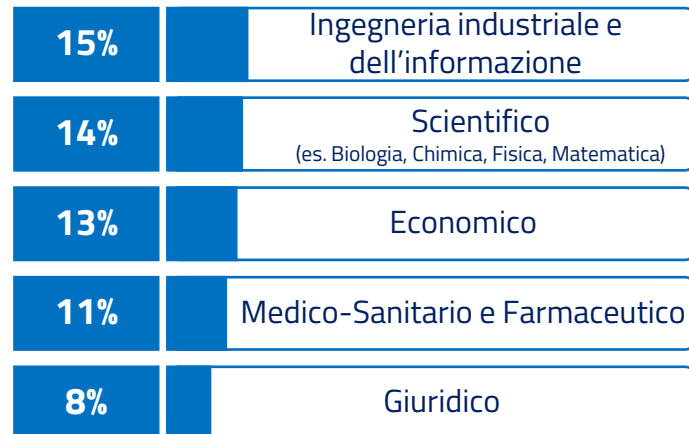 15%
Ingegneria industriale e
dell’informazione
14%
Scientifico
(es. Biologia, Chimica, Fisica, Matematica)
13%
Economico
11%
Medico-Sanitario e Farmaceutico
8%
Giuridico